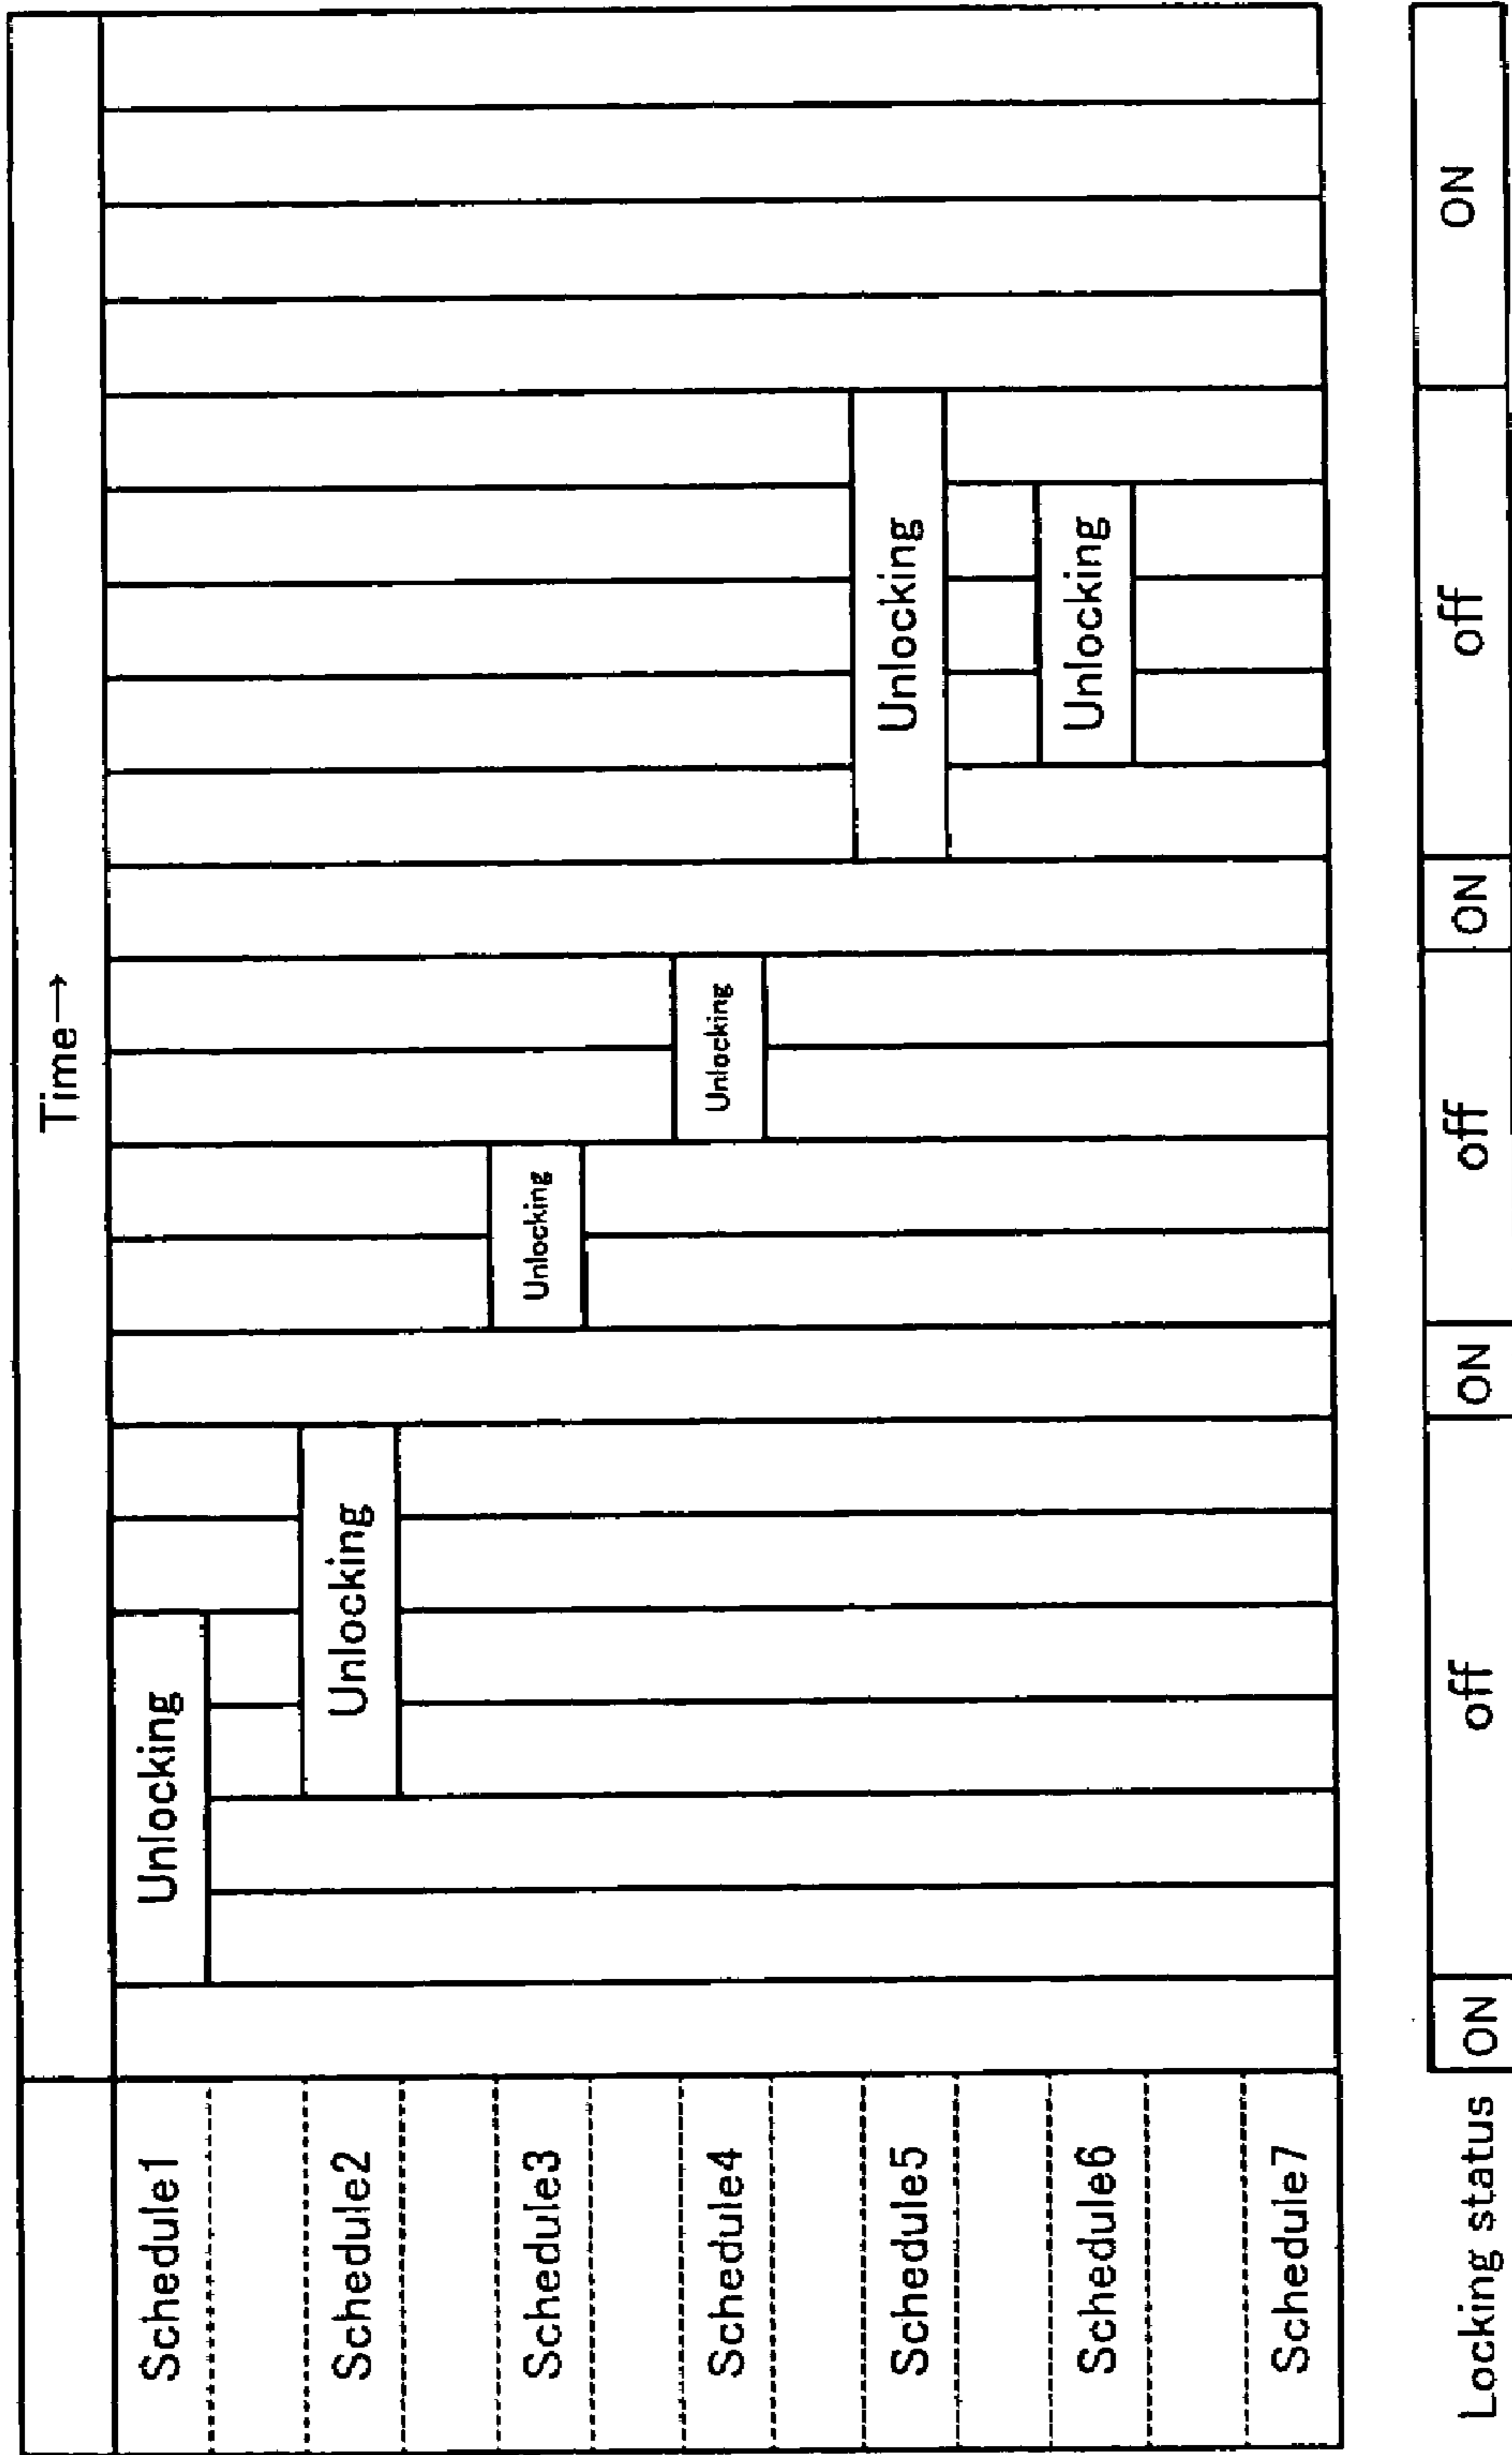 Time→
Schedule1 Unlocking
Schedule2 Unlocking
Schedule3 Unlocking
Schedule4 Unlocking
Schedule5 Unlocking
Schedule6 Unlocking
Schedule7
Locking status ON off ON off ON off ON